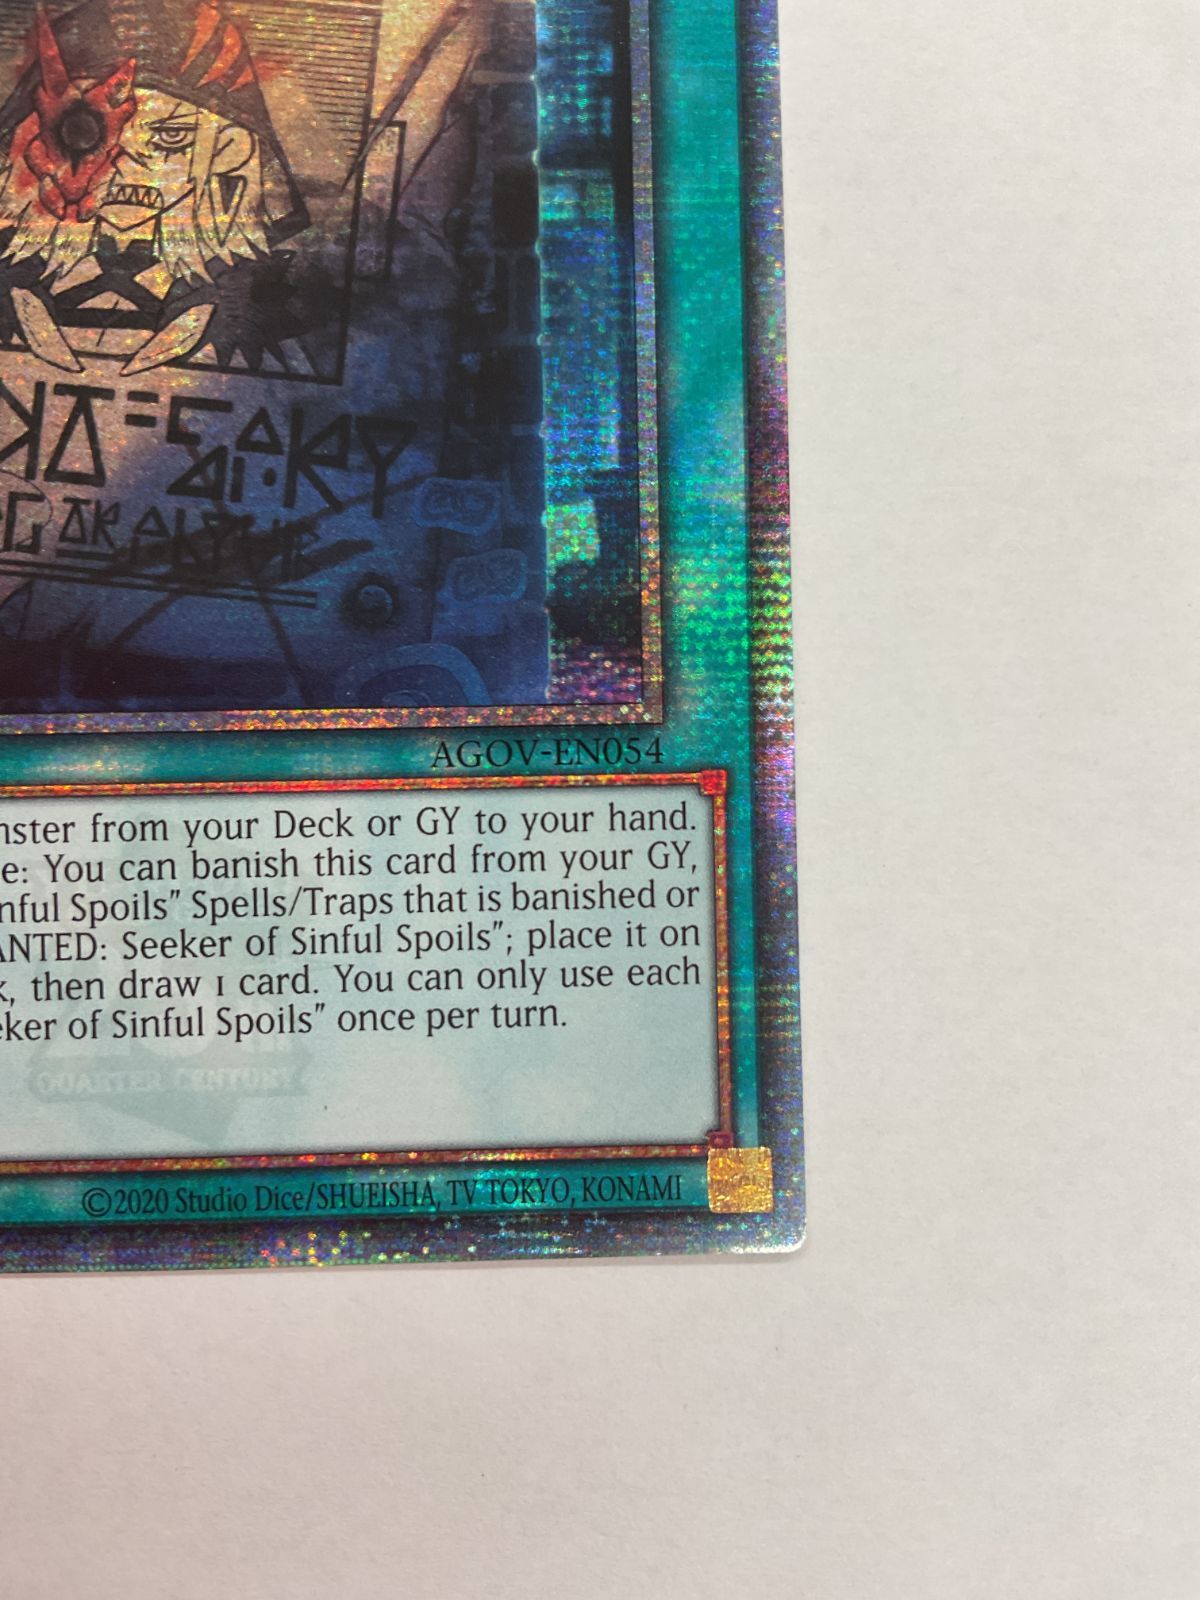 AGOV-EN054
nster from your Deck or GY to your hand.
e: You can banish this card from your GY,
nful Spoils" Spells/Traps that is banished or
ANTED: Seeker of Sinful Spoils"; place it on
k, then draw 1 card. You can only use each
eker of Sinful Spoils" once per turn.
QUARTER CENTURY
©2020 Studio Dice/SHUEISHA, TV TOKYO, KONAMI